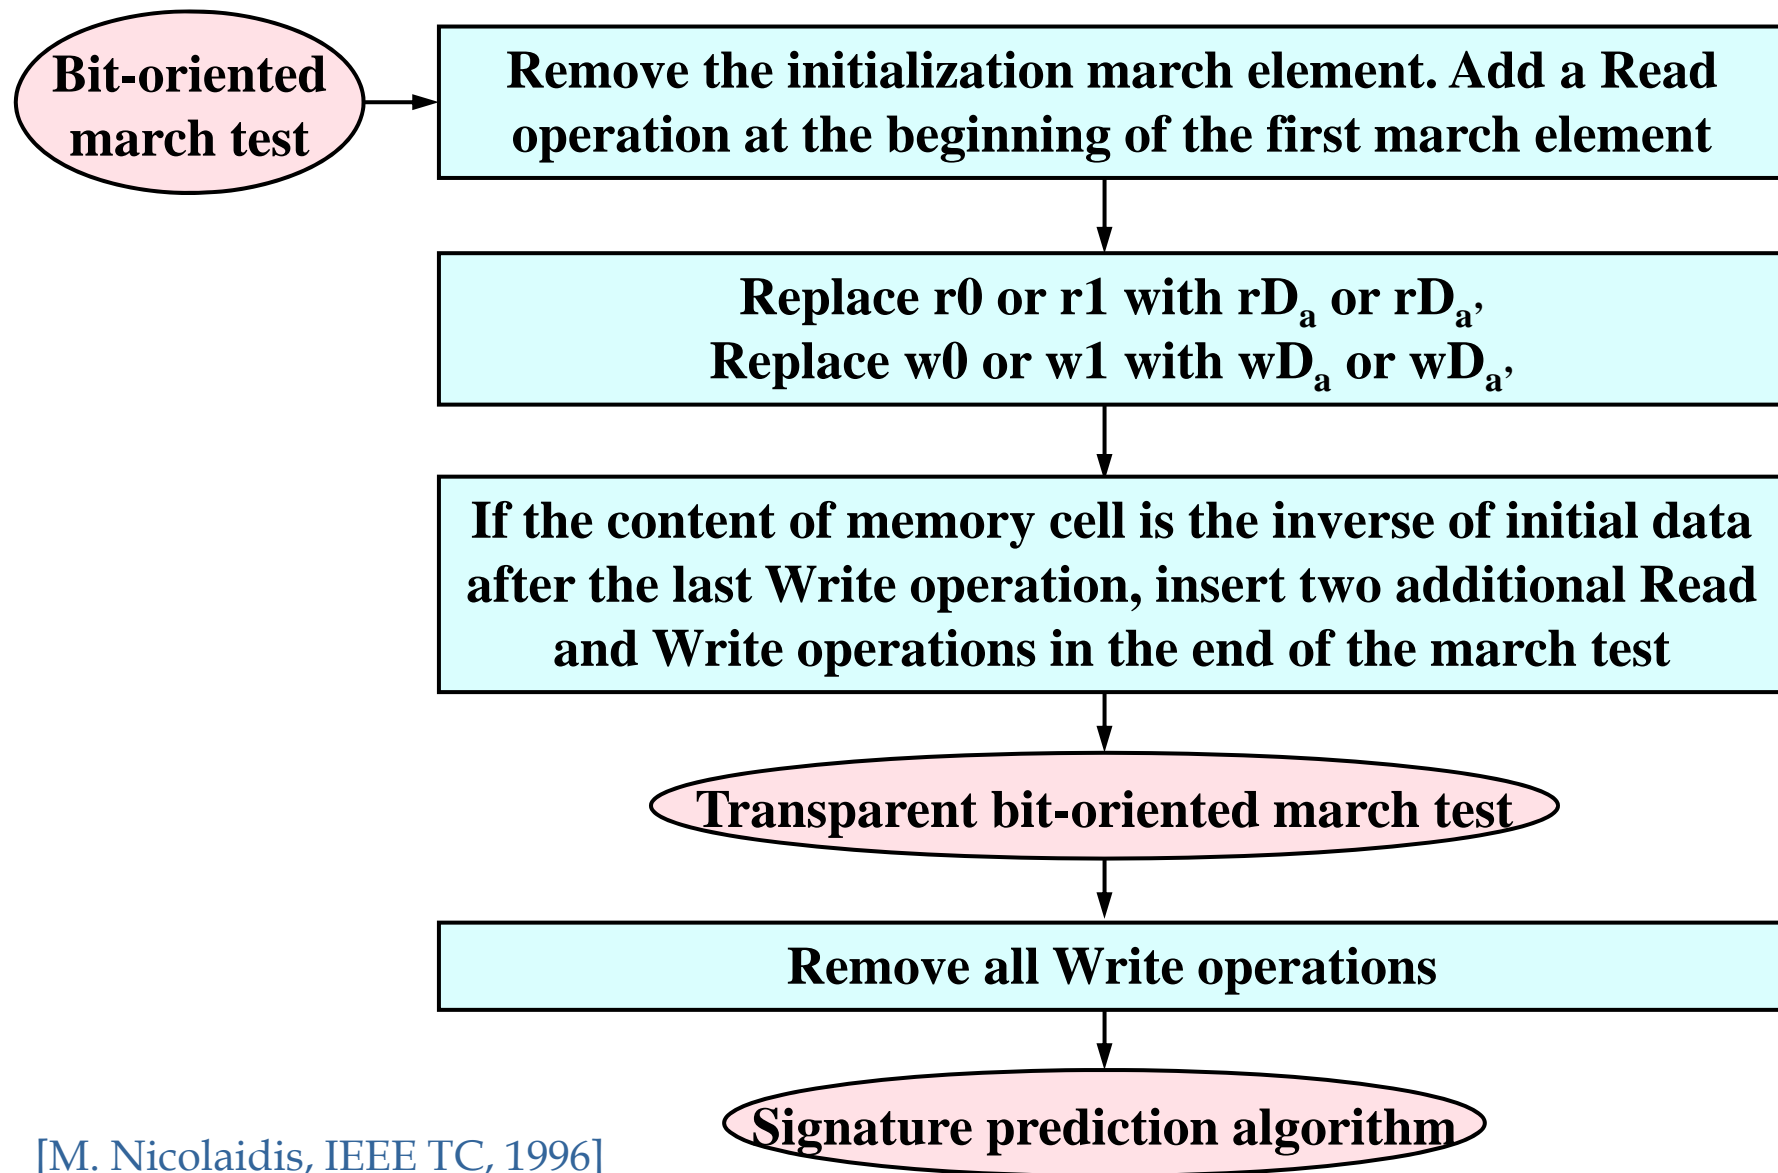 Bit-oriented
march test
Remove the initialization march element. Add a Read
operation at the beginning of the first march element
Replace r0 or r1 with rDa or rDa’
Replace w0 or w1 with wDa or wDa’
If the content of memory cell is the inverse of initial data
after the last Write operation, insert two additional Read
and Write operations in the end of the march test
Transparent bit-oriented march test
Remove all Write operations
Signature prediction algorithm
[M. Nicolaidis, IEEE TC, 1996]